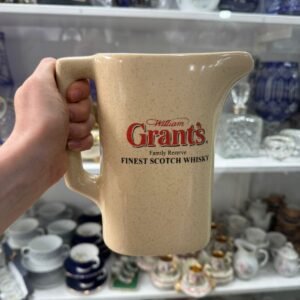 William
Grant's
Family Reserve
FINEST SCOTCH WHISKY